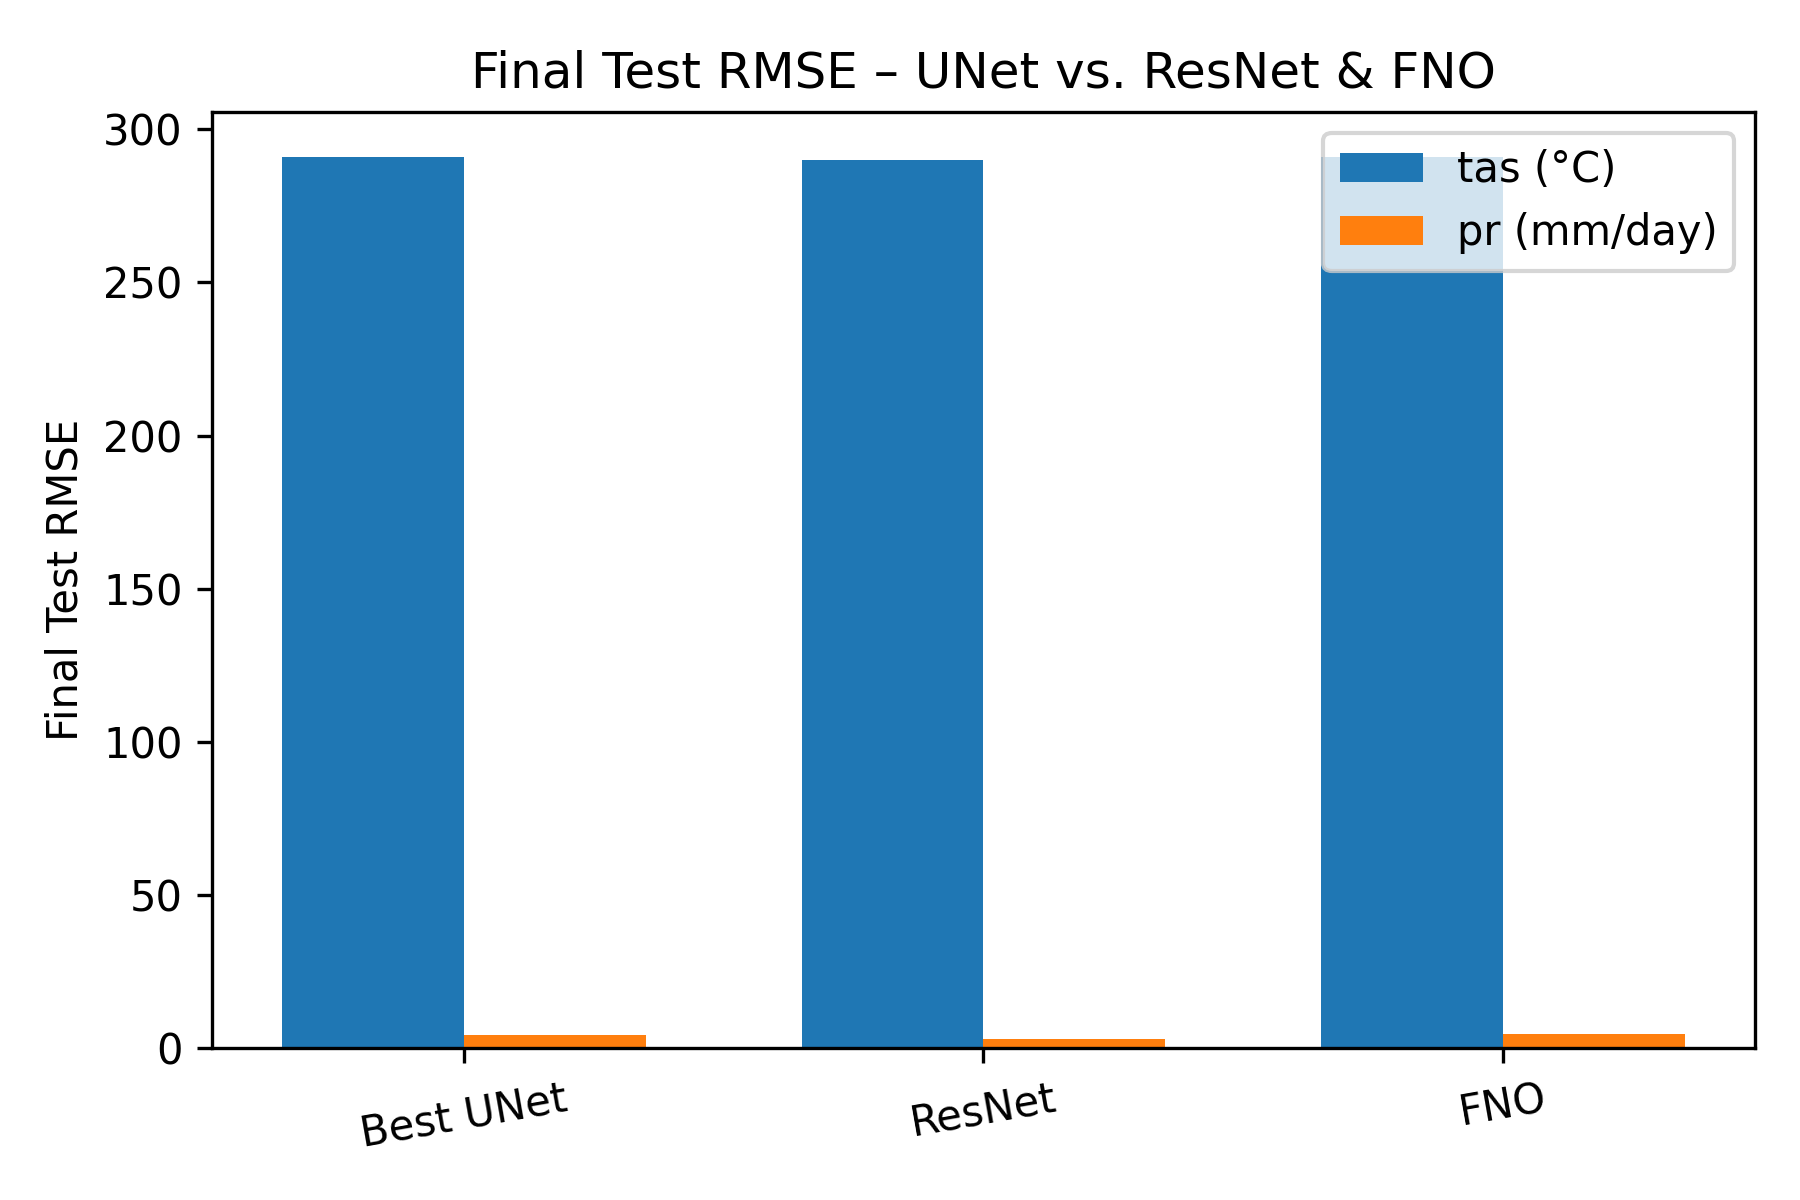 Final Test RMSE – UNet vs. ResNet & FNO
Final Test RMSE
300
250
200
150
100
50
0
tas (°C)
pr (mm/day)
Best UNet
ResNet
FNO